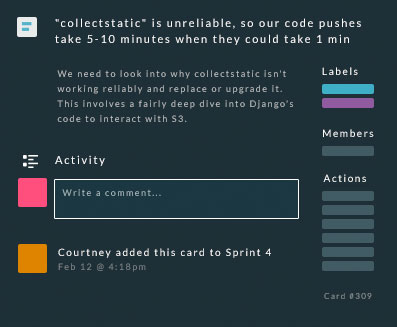 "collectstatic" is unreliable, so our code pushes
take 5-10 minutes when they could take 1 min
We need to look into why collectstatic isn't
working reliably and replace or upgrade it.
This involves a fairly deep dive into Django's
code to interact with S3.
Labels
Members
Activity
Write a comment...
Actions
Courtney added this card to Sprint 4
Feb 12 @ 4:18pm
Card #309